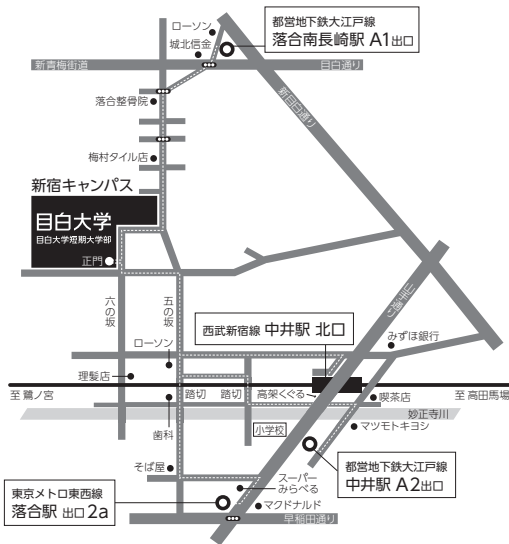 ローソン
城北信金
都営地下鉄大江戸線
落合南長崎駅 A1出口
新青梅街道
目白通り
新目白通り
落合整骨院
梅村タイル店
新宿キャンパス
目白大学
目白大学短期大学部
正門
六の坂
五の坂
山手通り
西武新宿線 中井駅 北口
みずほ銀行
ローソン
理髪店
至 鷺ノ宮
踏切
踏切
高架くぐる
喫茶店
至 高田馬場
妙正寺川
歯科
小学校
マツモトキヨシ
都営地下鉄大江戸線
中井駅 A2出口
そば屋
スーパー
みらべる
東京メトロ東西線
落合駅 出口2a
マクドナルド
早稲田通り